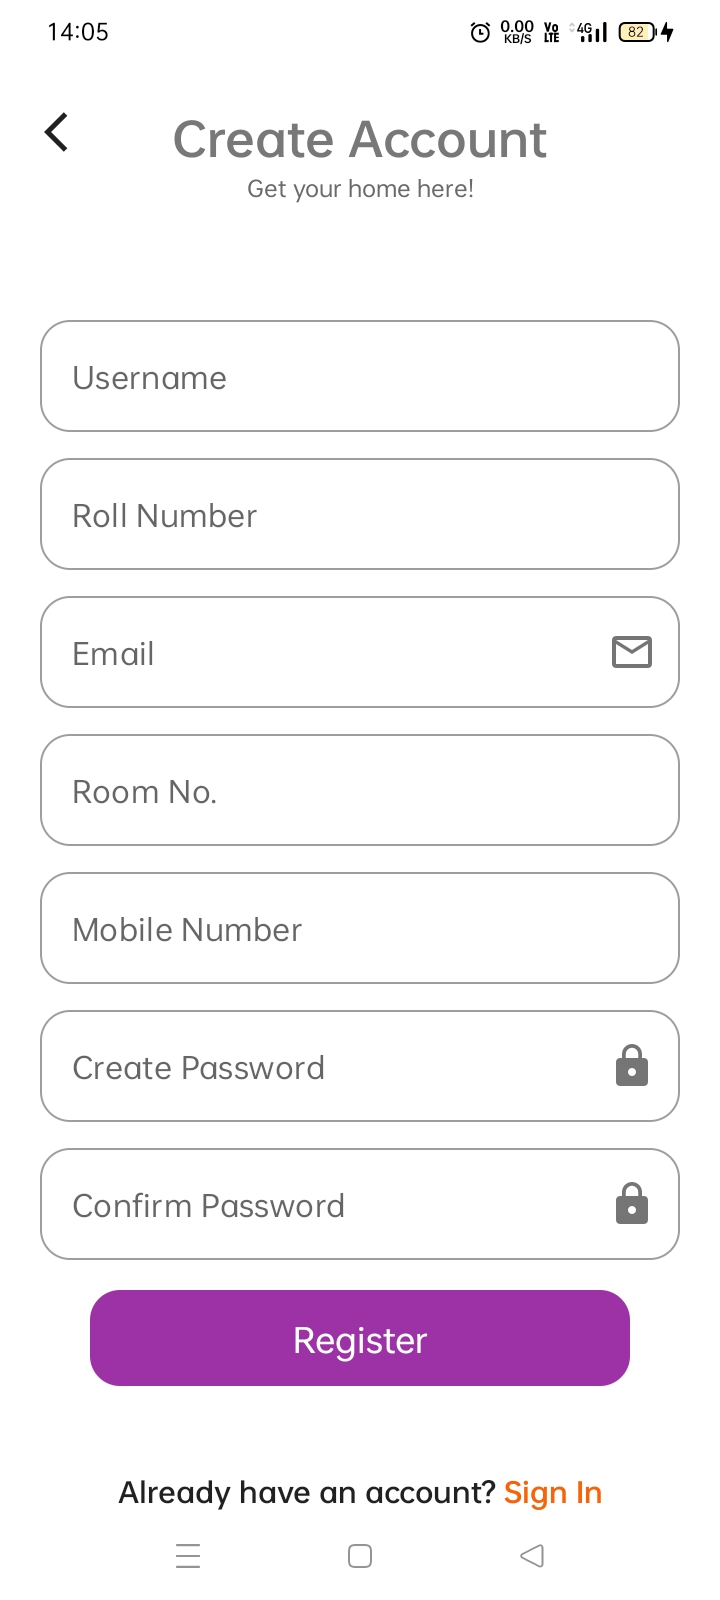 14:05
0.00
KB/S
Vo
LTE
4G
82
Create Account
Get your home here!
Username
Roll Number
Email
Room No.
Mobile Number
Create Password
Confirm Password
Register
Already have an account? Sign In